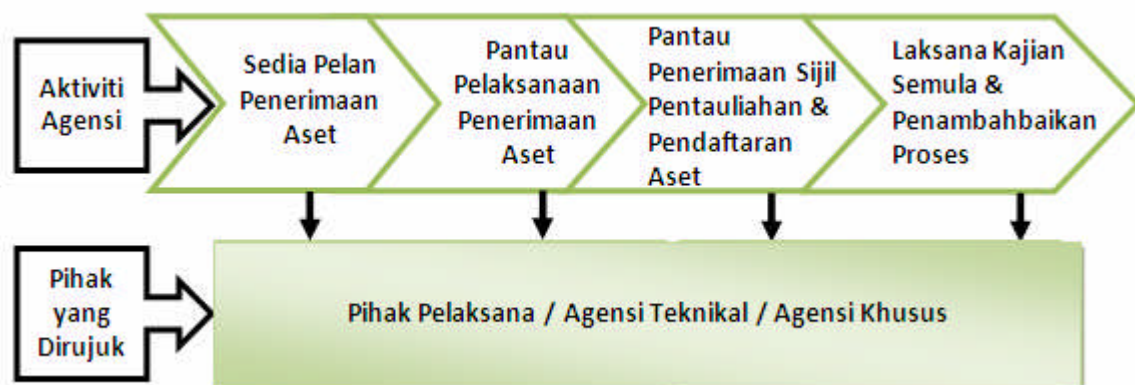 Aktiviti
Agensi
Sedia Pelan
Penerimaan
Aset
Pantau
Pelaksanaan
Penerimaan
Aset
Pantau
Penerimaan Sijil
Pentauliahan &
Pendaftaran
Aset
Laksana Kajian
Semula &
Penambahbaikan
Proses
Pihak
yang
Dirujuk
Pihak Pelaksana / Agensi Teknikal / Agensi Khusus